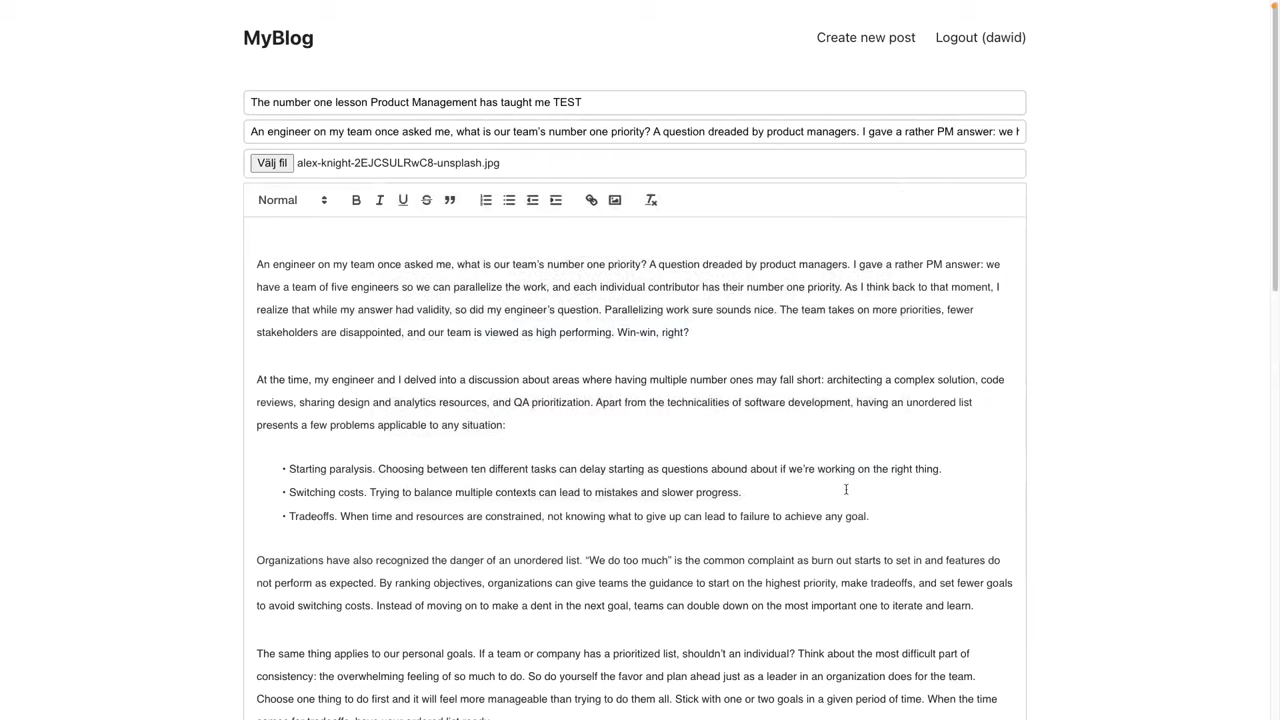 MyBlog
Create new post
Logout (dawid)
The number one lesson Product Management has taught me TEST
An engineer on my team once asked me, what is our team's number one priority? A question dreaded by product managers. I gave a rather PM answer: we
Välj fil alex-knight-2EJCSULRwC8-unsplash.jpg
Normal
An engineer on my team once asked me, what is our team's number one priority? A question dreaded by product managers. I gave a rather PM answer: we
have a team of five engineers so we can parallelize the work, and each individual contributor has their number one priority. As I think back to that moment, I
realize that while my answer had validity, so did my engineer's question. Parallelizing work sure sounds nice. The team takes on more priorities, fewer
stakeholders are disappointed, and our team is viewed as high performing. Win-win, right?
At the time, my engineer and I delved into a discussion about areas where having multiple number ones may fall short: architecting a complex solution, code
reviews, sharing design and analytics resources, and QA prioritization. Apart from the technicalities of software development, having an unordered list
presents a few problems applicable to any situation:
• Starting paralysis. Choosing between ten different tasks can delay starting as questions abound about if we're working on the right thing.
• Switching costs. Trying to balance multiple contexts can lead to mistakes and slower progress.
• Tradeoffs. When time and resources are constrained, not knowing what to give up can lead to failure to achieve any goal.
Organizations have also recognized the danger of an unordered list. “We do too much” is the common complaint as burn out starts to set in and features do
not perform as expected. By ranking objectives, organizations can give teams the guidance to start on the highest priority, make tradeoffs, and set fewer goals
to avoid switching costs. Instead of moving on to make a dent in the next goal, teams can double down on the most important one to iterate and learn.
The same thing applies to our personal goals. If a team or company has a prioritized list, shouldn't an individual? Think about the most difficult part of
consistency: the overwhelming feeling of so much to do. So do yourself the favor and plan ahead just as a leader in an organization does for the team.
Choose one thing to do first and it will feel more manageable than trying to do them all. Stick with one or two goals in a given period of time. When the time